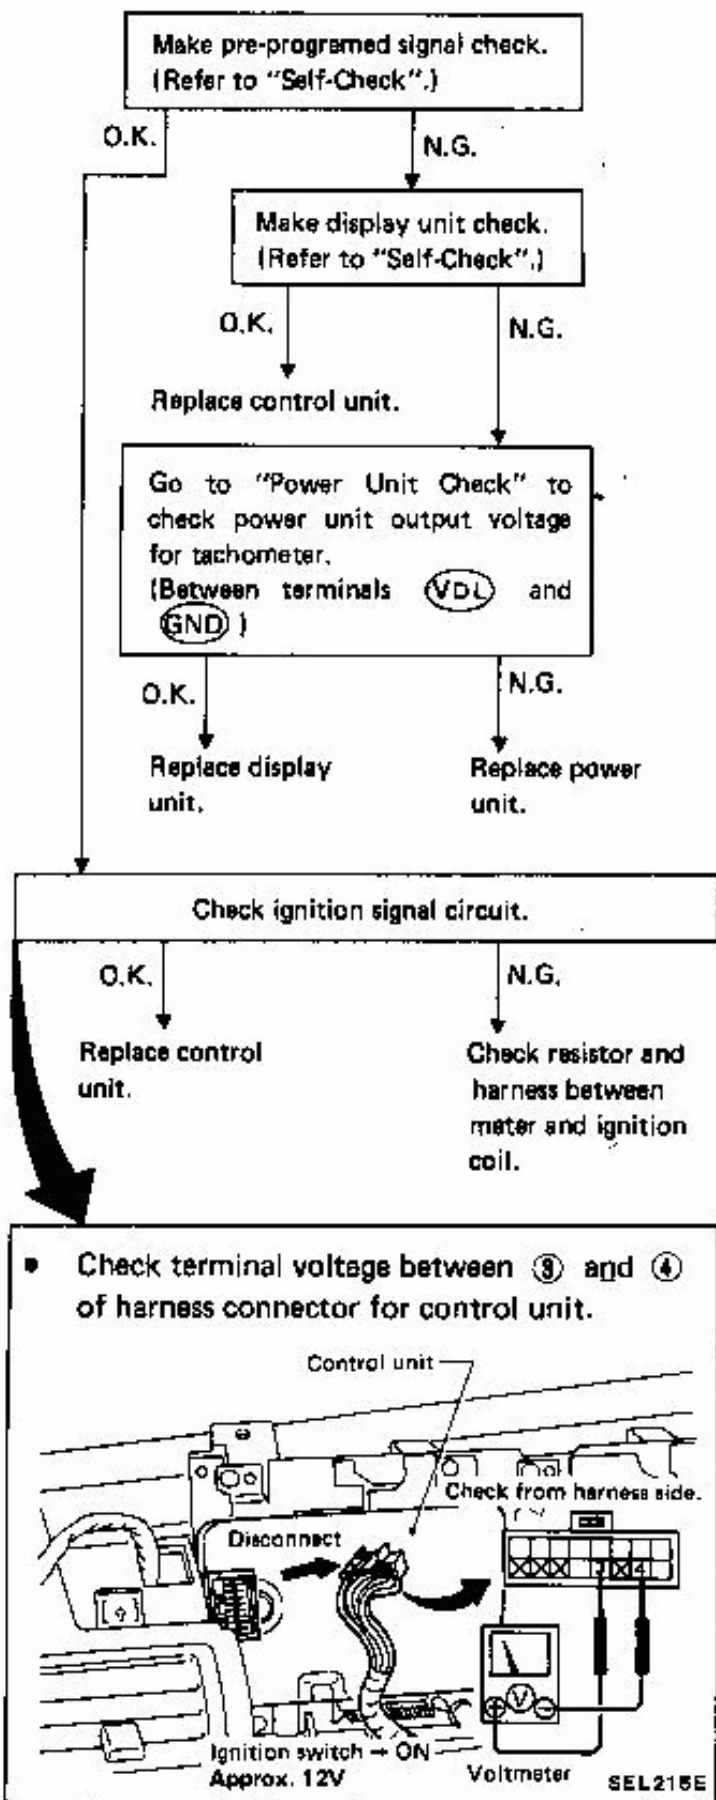 Make pre-programed signal check.
(Refer to "Self-Check".)
O.K.
N.G.
Make display unit check.
(Refer to "Self-Check".)
O.K.
N.G.
Replace control unit.
Go to "Power Unit Check" to
check power unit output voltage
for tachometer.
(Between terminals VDL and
GND)
O.K.
N.G.
Replace display
unit.
Replace power
unit.
Check ignition signal circuit.
O.K.
N.G.
Replace control
unit.
Check resistor and
harness between
meter and ignition
coil.
• Check terminal voltage between and ④
of harness connector for control unit.
Control unit
Check from harness side.
Disconnect
4
V
Ignition switch → ON
Approx. 12V
Voltmeter
SEL215E